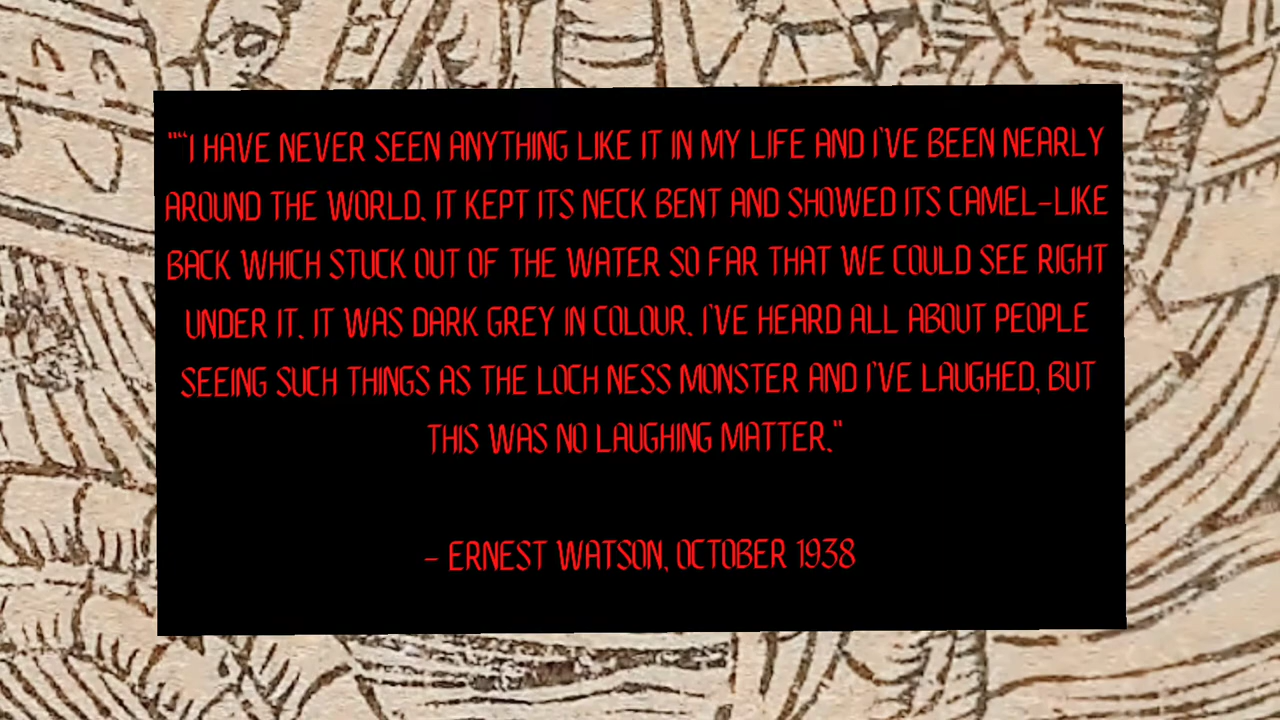 "“I HAVE NEVER SEEN ANYTHING LIKE IT IN MY LIFE AND I'VE BEEN NEARLY
AROUND THE WORLD. IT KEPT ITS NECK BENT AND SHOWED ITS CAMEL-LIKE
BACK WHICH STUCK OUT OF THE WATER SO FAR THAT WE COULD SEE RIGHT
UNDER IT. IT WAS DARK GREY IN COLOUR. I'VE HEARD ALL ABOUT PEOPLE
SEEING SUCH THINGS AS THE LOCH NESS MONSTER AND I'VE LAUGHED, BUT
THIS WAS NO LAUGHING MATTER."
- ERNEST WATSON, OCTOBER 1938